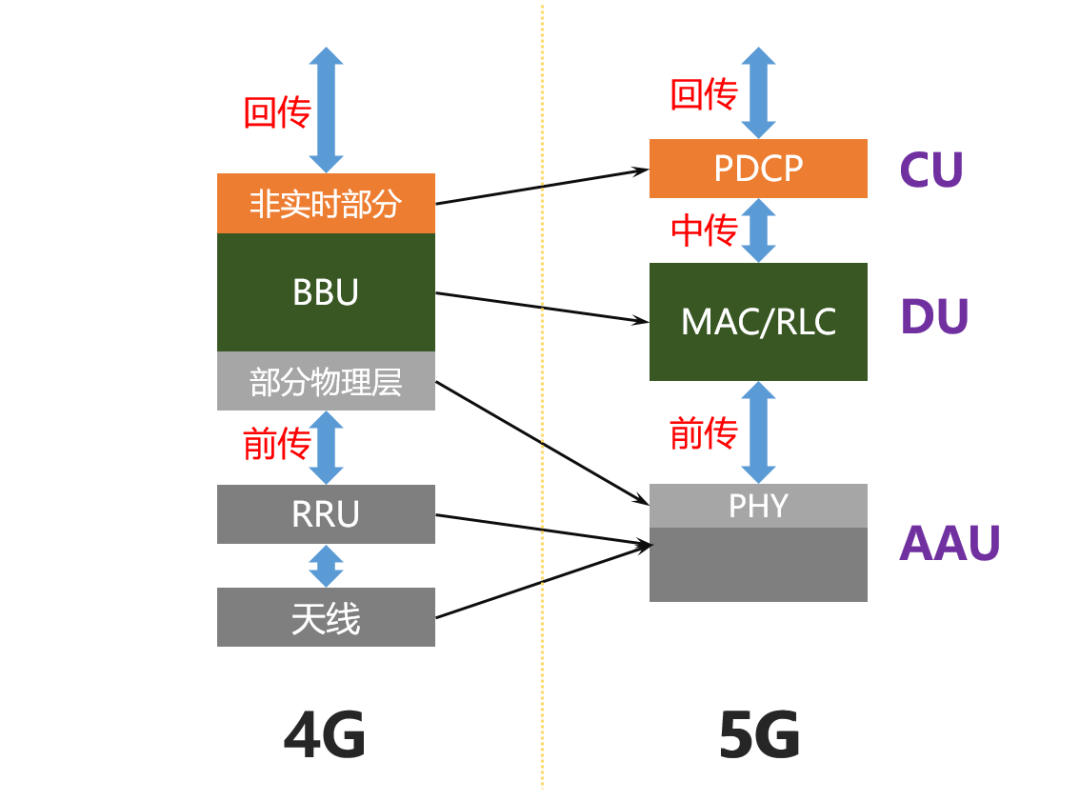 回传
非实时部分
BBU
部分物理层
前传
RRU
天线
4G
回传
PDCP
CU
中传
MAC/RLC
DU
前传
PHY
AAU
5G